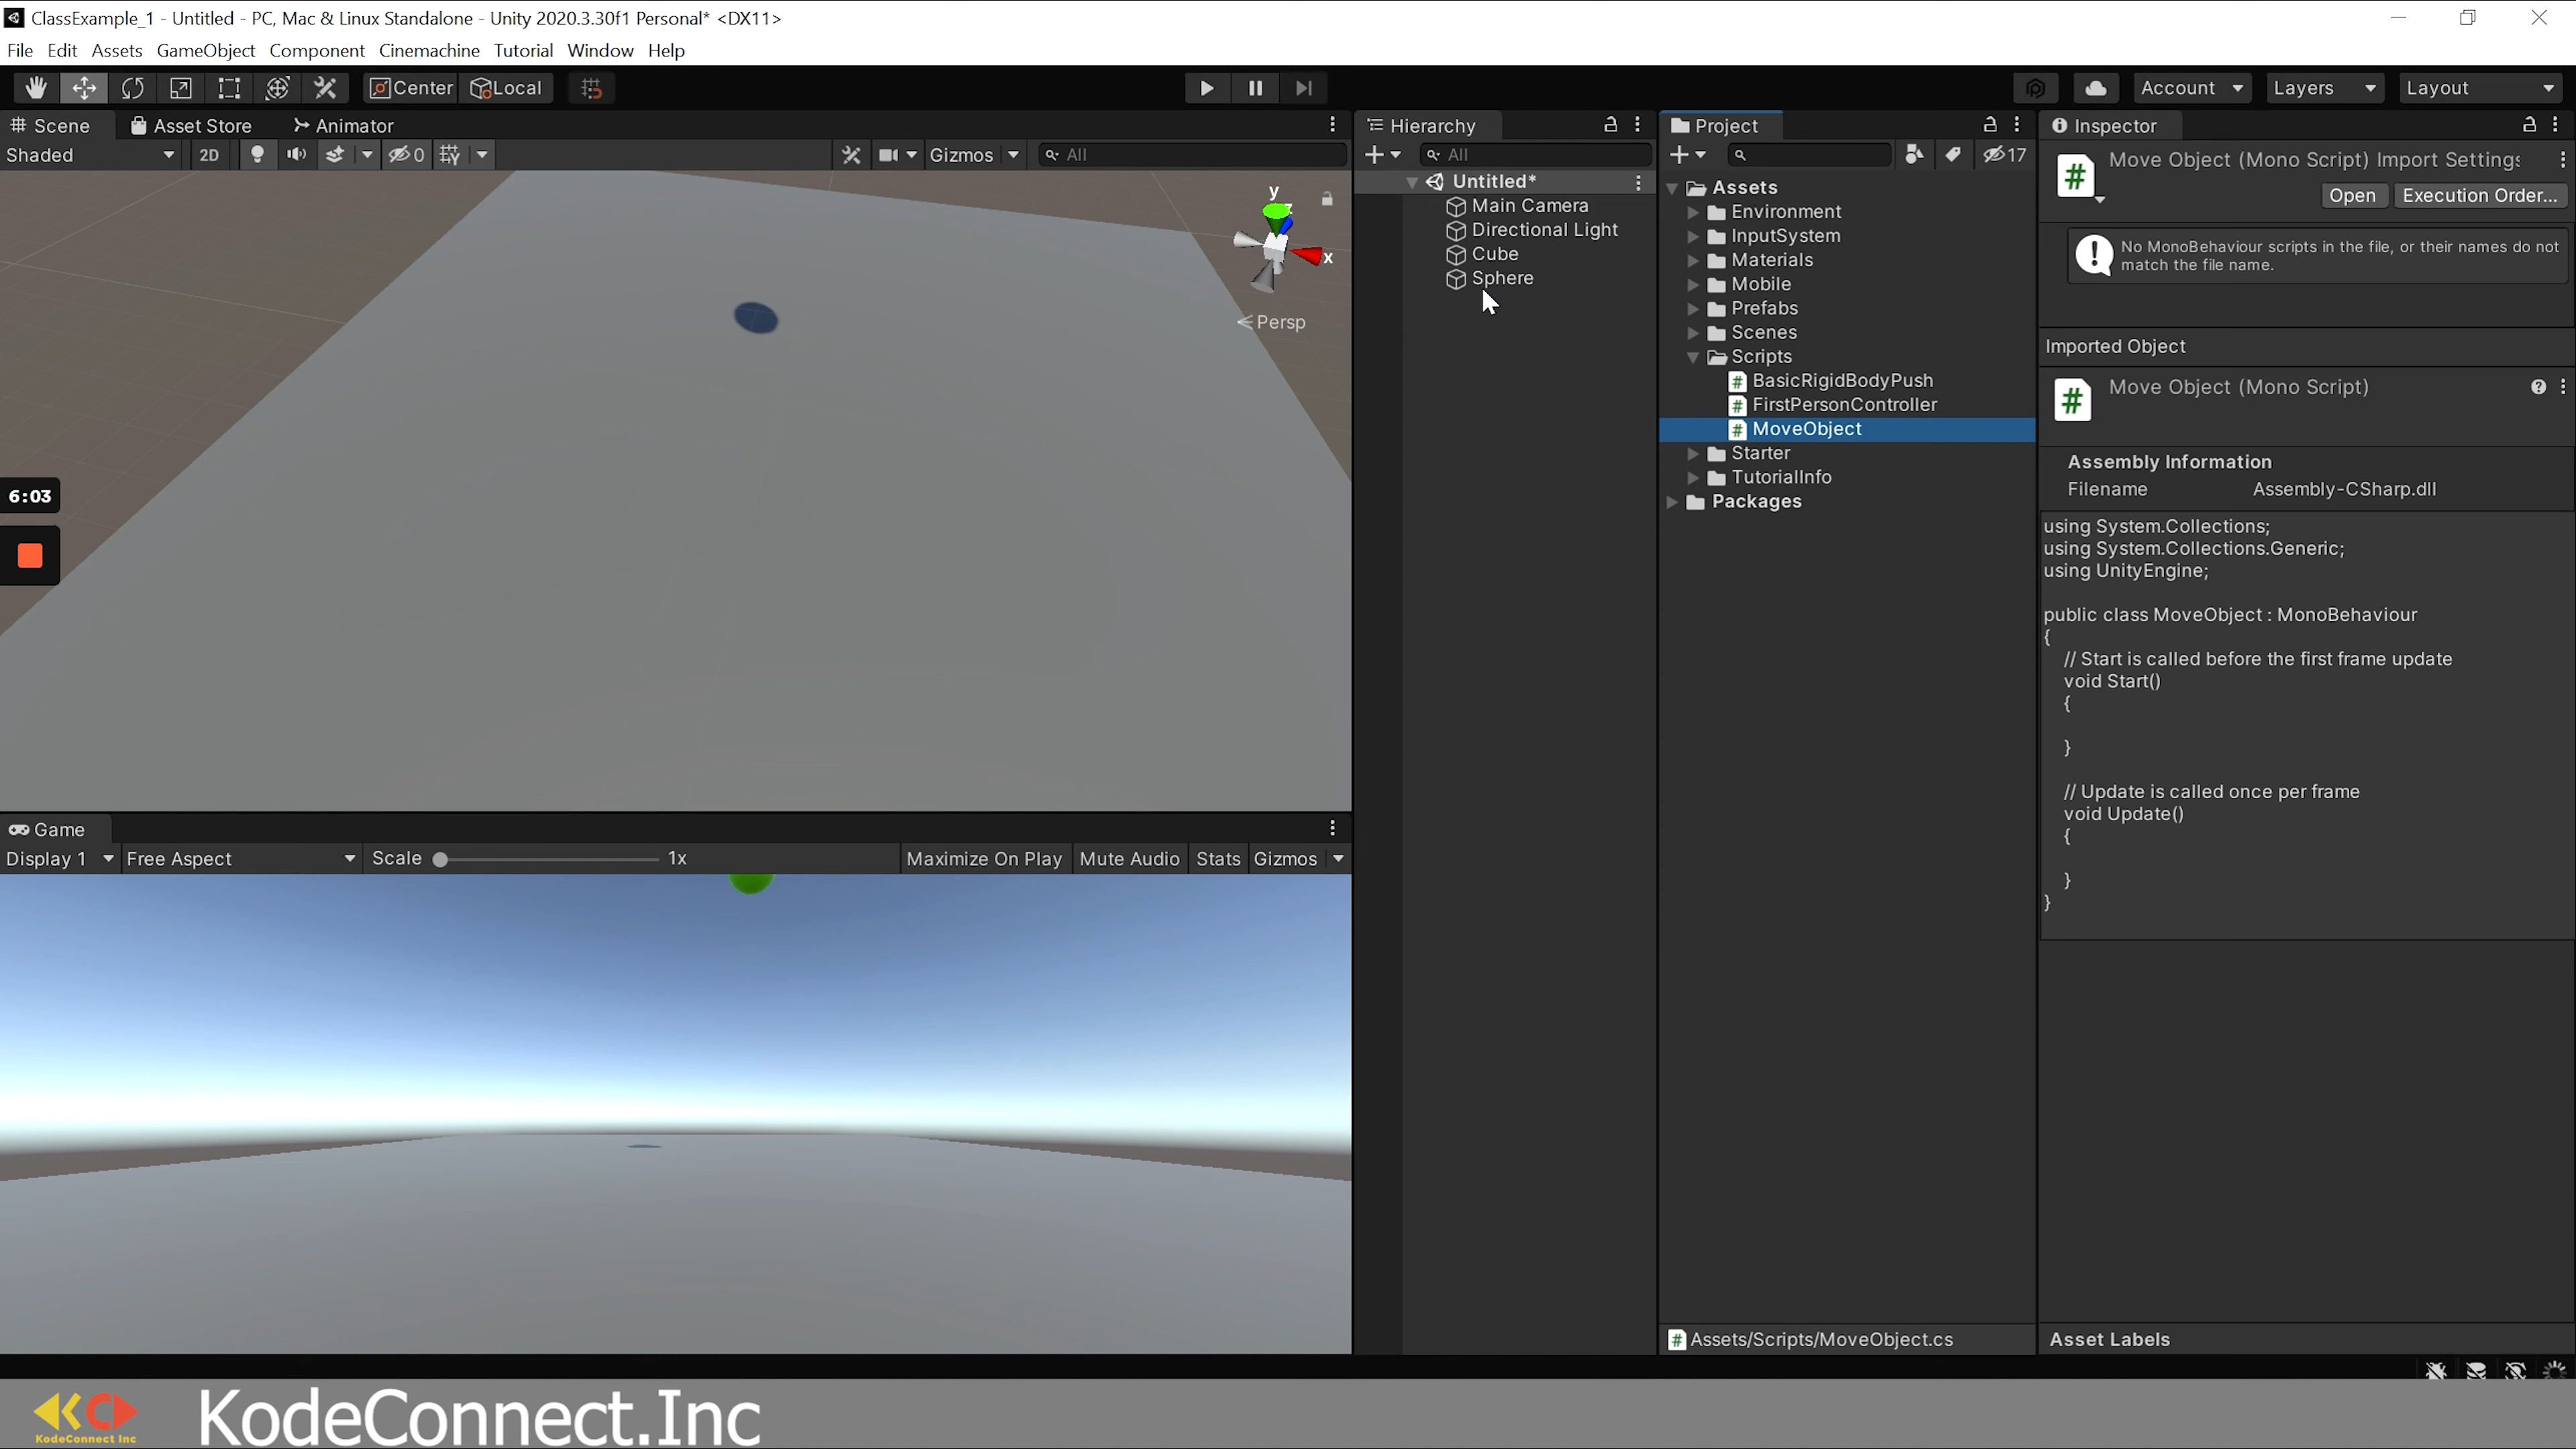 ClassExample_1 - Untitled - PC, Mac & Linux Standalone - Unity 2020.3.30f1 Personal* <DX11>
File Edit Assets GameObject Component Cinemachine Tutorial Window Help
Center Local Account Layers Layout
Scene Asset Store Animator
Shaded 2D 0 Gizmos All
y
x
Persp
6:03
Game
Display 1 Free Aspect Scale 1x Maximize On Play Mute Audio Stats Gizmos
Hierarchy
All
Untitled*
Main Camera
Directional Light
Cube
Sphere
Project
17
Assets
Environment
InputSystem
Materials
Mobile
Prefabs
Scenes
Scripts
BasicRigidBodyPush
FirstPersonController
MoveObject
Starter
TutorialInfo
Packages
Assets/Scripts/MoveObject.cs
Inspector
Move Object (Mono Script) Import Settings
Open Execution Order...
No MonoBehaviour scripts in the file, or their names do not
match the file name.
Imported Object
Move Object (Mono Script)
Assembly Information
Filename Assembly-CSharp.dll
using System.Collections;
using System.Collections.Generic;
using UnityEngine;
public class MoveObject : MonoBehaviour
{
// Start is called before the first frame update
void Start()
{
}
// Update is called once per frame
void Update()
{
}
}
Asset Labels
KodeConnect Inc
KodeConnect.Inc